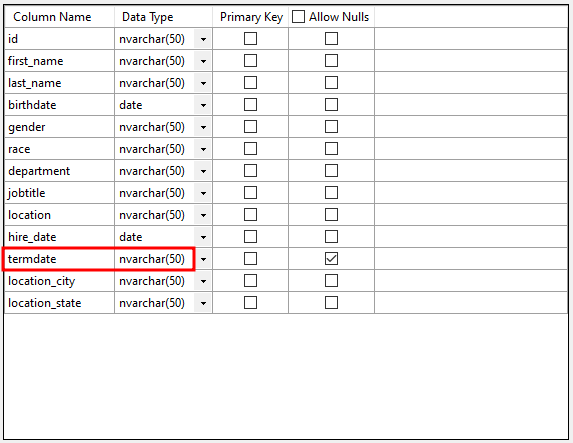 Column Name Data Type Primary Key Allow Nulls
id nvarchar(50)
first_name nvarchar(50)
last_name nvarchar(50)
birthdate date
gender nvarchar(50)
race nvarchar(50)
department nvarchar(50)
jobtitle nvarchar(50)
location nvarchar(50)
hire_date date
termdate nvarchar(50)
location_city nvarchar(50)
location_state nvarchar(50)